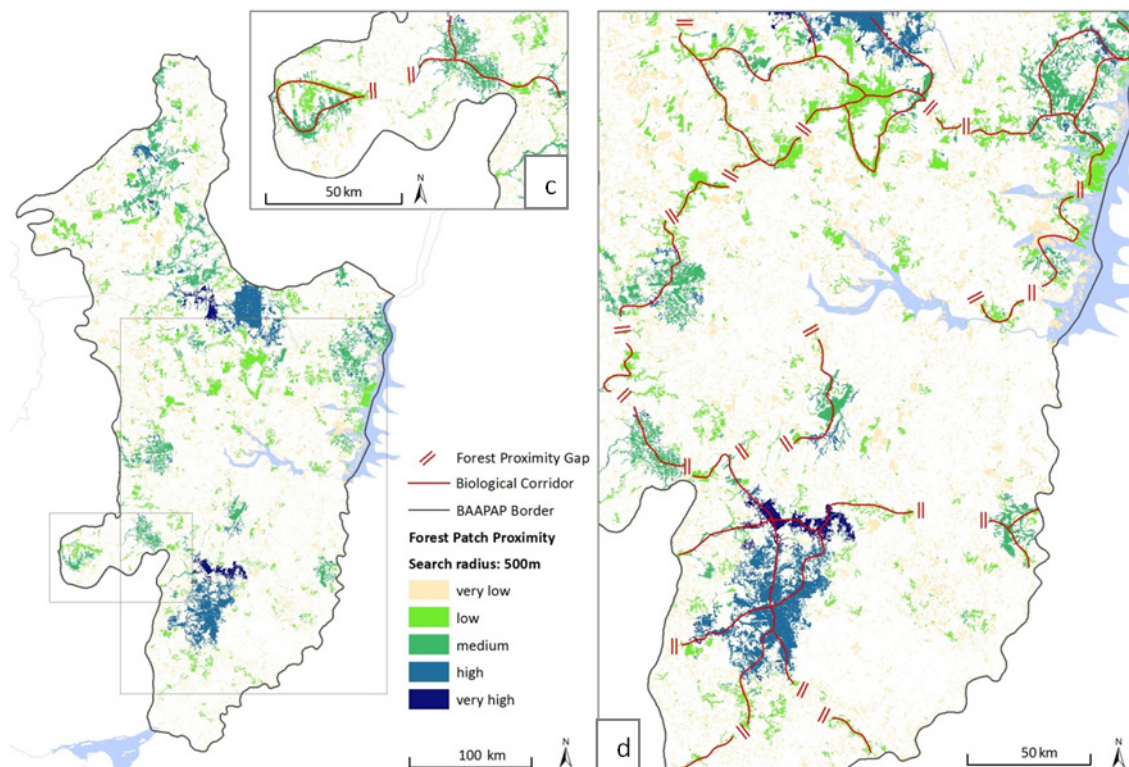 50 km
N
c
Forest Proximity Gap
Biological Corridor
BAAPAP Border
Forest Patch Proximity
Search radius: 500m
very low
low
medium
high
very high
100 km
N
d
50 km
N